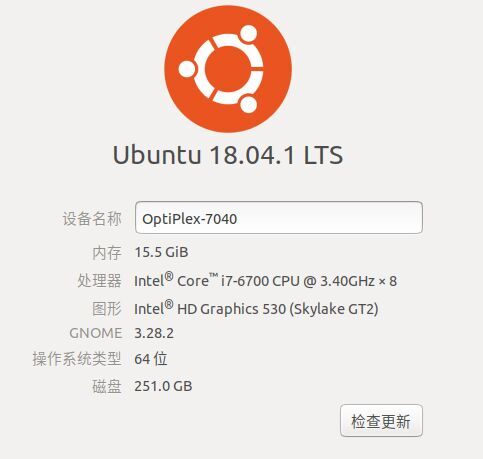 Ubuntu 18.04.1 LTS
设备名称 OptiPlex-7040
内存 15.5 GiB
处理器 Intel® Core™ i7-6700 CPU @ 3.40GHz × 8
图形 Intel® HD Graphics 530 (Skylake GT2)
GNOME 3.28.2
操作系统类型 64 位
磁盘 251.0 GB
检查更新